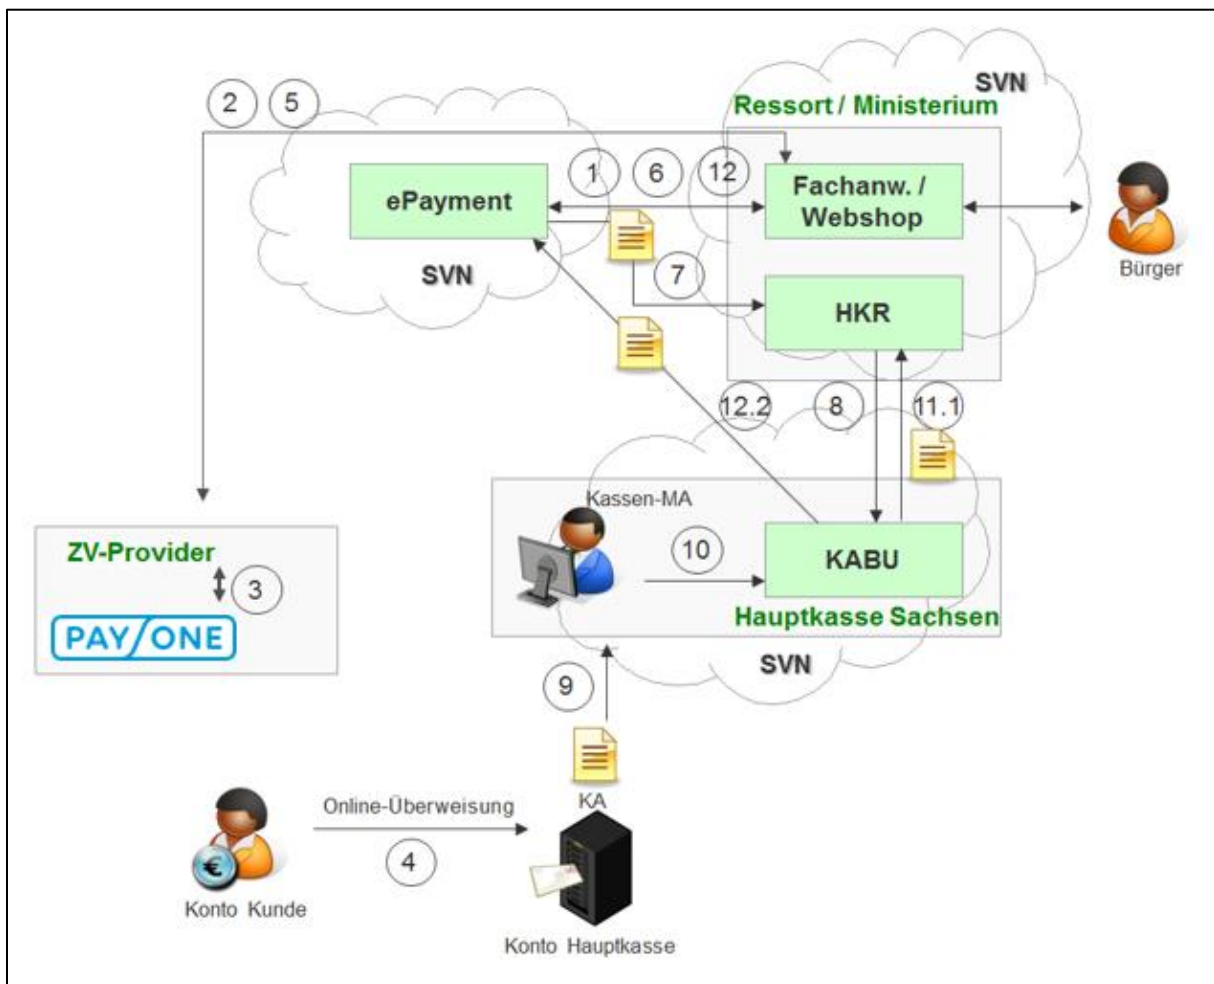 SVN
2 5
Ressort / Ministerium
1 6 12
ePayment
Fachanw. /
Webshop
SVN
7
Bürger
HKR
12.2 8 11.1
Kassen-MA
ZV-Provider
10
KABU
3
PAY/ONE
Hauptkasse Sachsen
SVN
9
KA
Online-Überweisung
4
€
Konto Kunde
Konto Hauptkasse